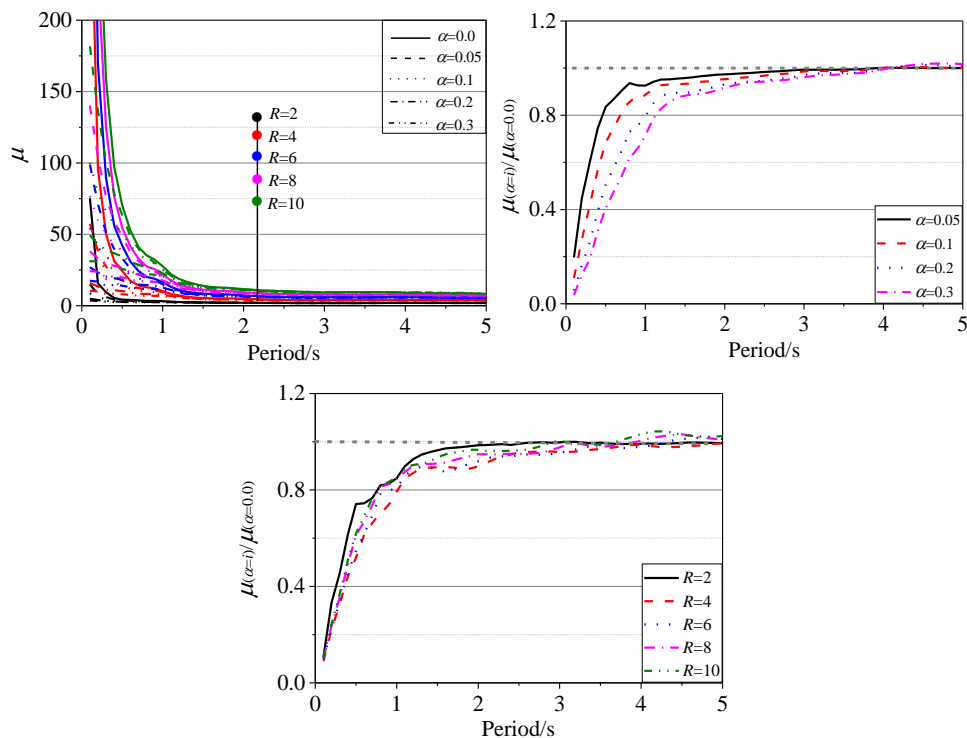 200
150
100
50
0
μ
α=0.0
α=0.05
α=0.1
α=0.2
α=0.3
R=2
R=4
R=6
R=8
R=10
0 1 2 3 4 5
Period/s
1.2
0.8
0.4
0.0
μ(α=i)/μ(α=0.0)
α=0.05
α=0.1
α=0.2
α=0.3
0 1 2 3 4 5
Period/s
1.2
0.8
0.4
0.0
μ(α=i)/μ(α=0.0)
R=2
R=4
R=6
R=8
R=10
0 1 2 3 4 5
Period/s